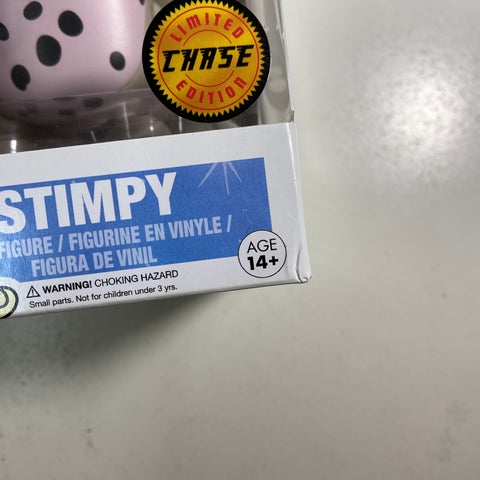 LIMITED
CHASE
EDITION
STIMPY
FIGURE / FIGURINE EN VINYLE /
FIGURA DE VINIL
AGE
14+
WARNING! CHOKING HAZARD
Small parts. Not for children under 3 yrs.